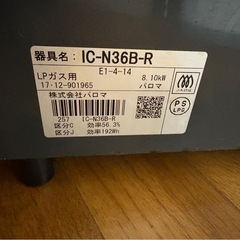 器具名：IC-N36B-R
E1-4-14
LPガス用 8.10kW
17・12-901965 パロマ
株式会社パロマ
257 IC-N36B-R
区分C 効率56.3%
区分J 効率192Wh
PS
LPG